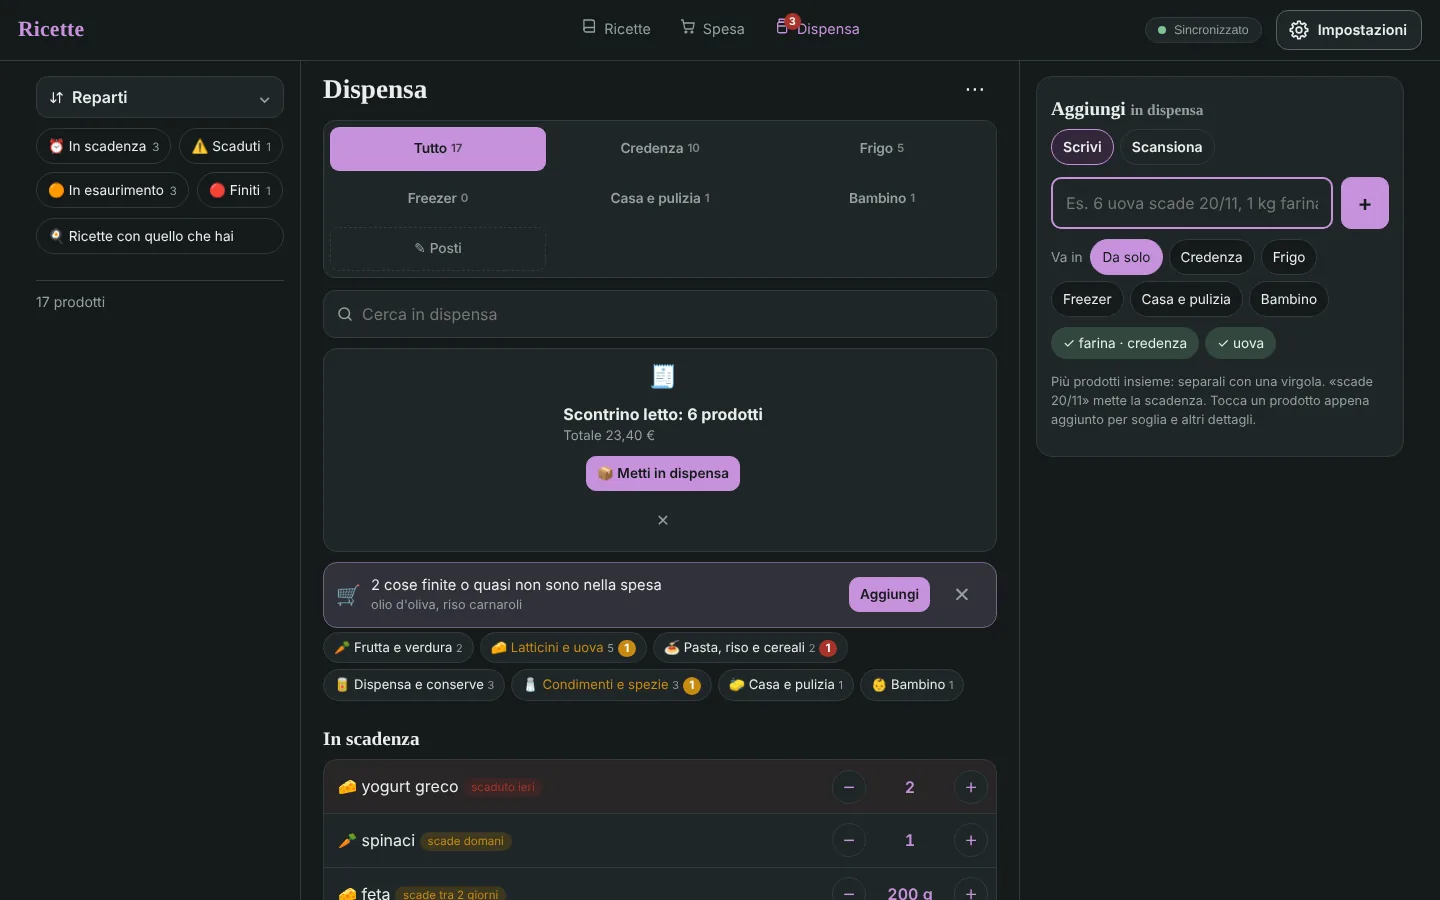 Ricette
Ricette
Spesa
3
Dispensa
Sincronizzato
Impostazioni
Reparti
In scadenza 3
Scaduti 1
In esaurimento 3
Finiti 1
Ricette con quello che hai
17 prodotti
Dispensa
Tutto 17
Credenza 10
Frigo 5
Freezer 0
Casa e pulizia 1
Bambino 1
✎ Posti
Cerca in dispensa
Scontrino letto: 6 prodotti
Totale 23,40 €
Metti in dispensa
2 cose finite o quasi non sono nella spesa
olio d'oliva, riso carnaroli
Aggiungi
Frutta e verdura 2
Latticini e uova 5 1
Pasta, riso e cereali 2 1
Dispensa e conserve 3
Condimenti e spezie 3 1
Casa e pulizia 1
Bambino 1
In scadenza
yogurt greco scaduto ieri
− 2 +
spinaci scade domani
− 1 +
feta scade tra 2 giorni
− 200 g +
Aggiungi in dispensa
Scrivi
Scansiona
Es. 6 uova scade 20/11, 1 kg farina
+
Va in
Da solo
Credenza
Frigo
Freezer
Casa e pulizia
Bambino
✓ farina · credenza
✓ uova
Più prodotti insieme: separali con una virgola. «scade
20/11» mette la scadenza. Tocca un prodotto appena
aggiunto per soglia e altri dettagli.